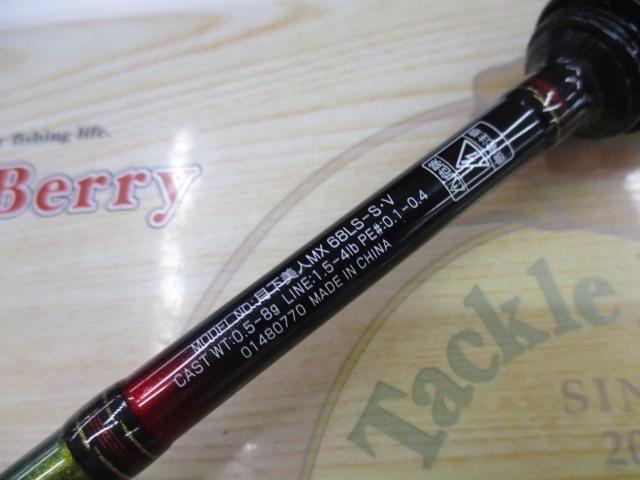 MODEL NO.:月下美人MX 68LS-S・V
CAST WT:0.5-8g LINE:1.5-4lb PE#:0.1-0.4
01480770 MADE IN CHINA
fishing life.
Berry
Tackle
SIN
20